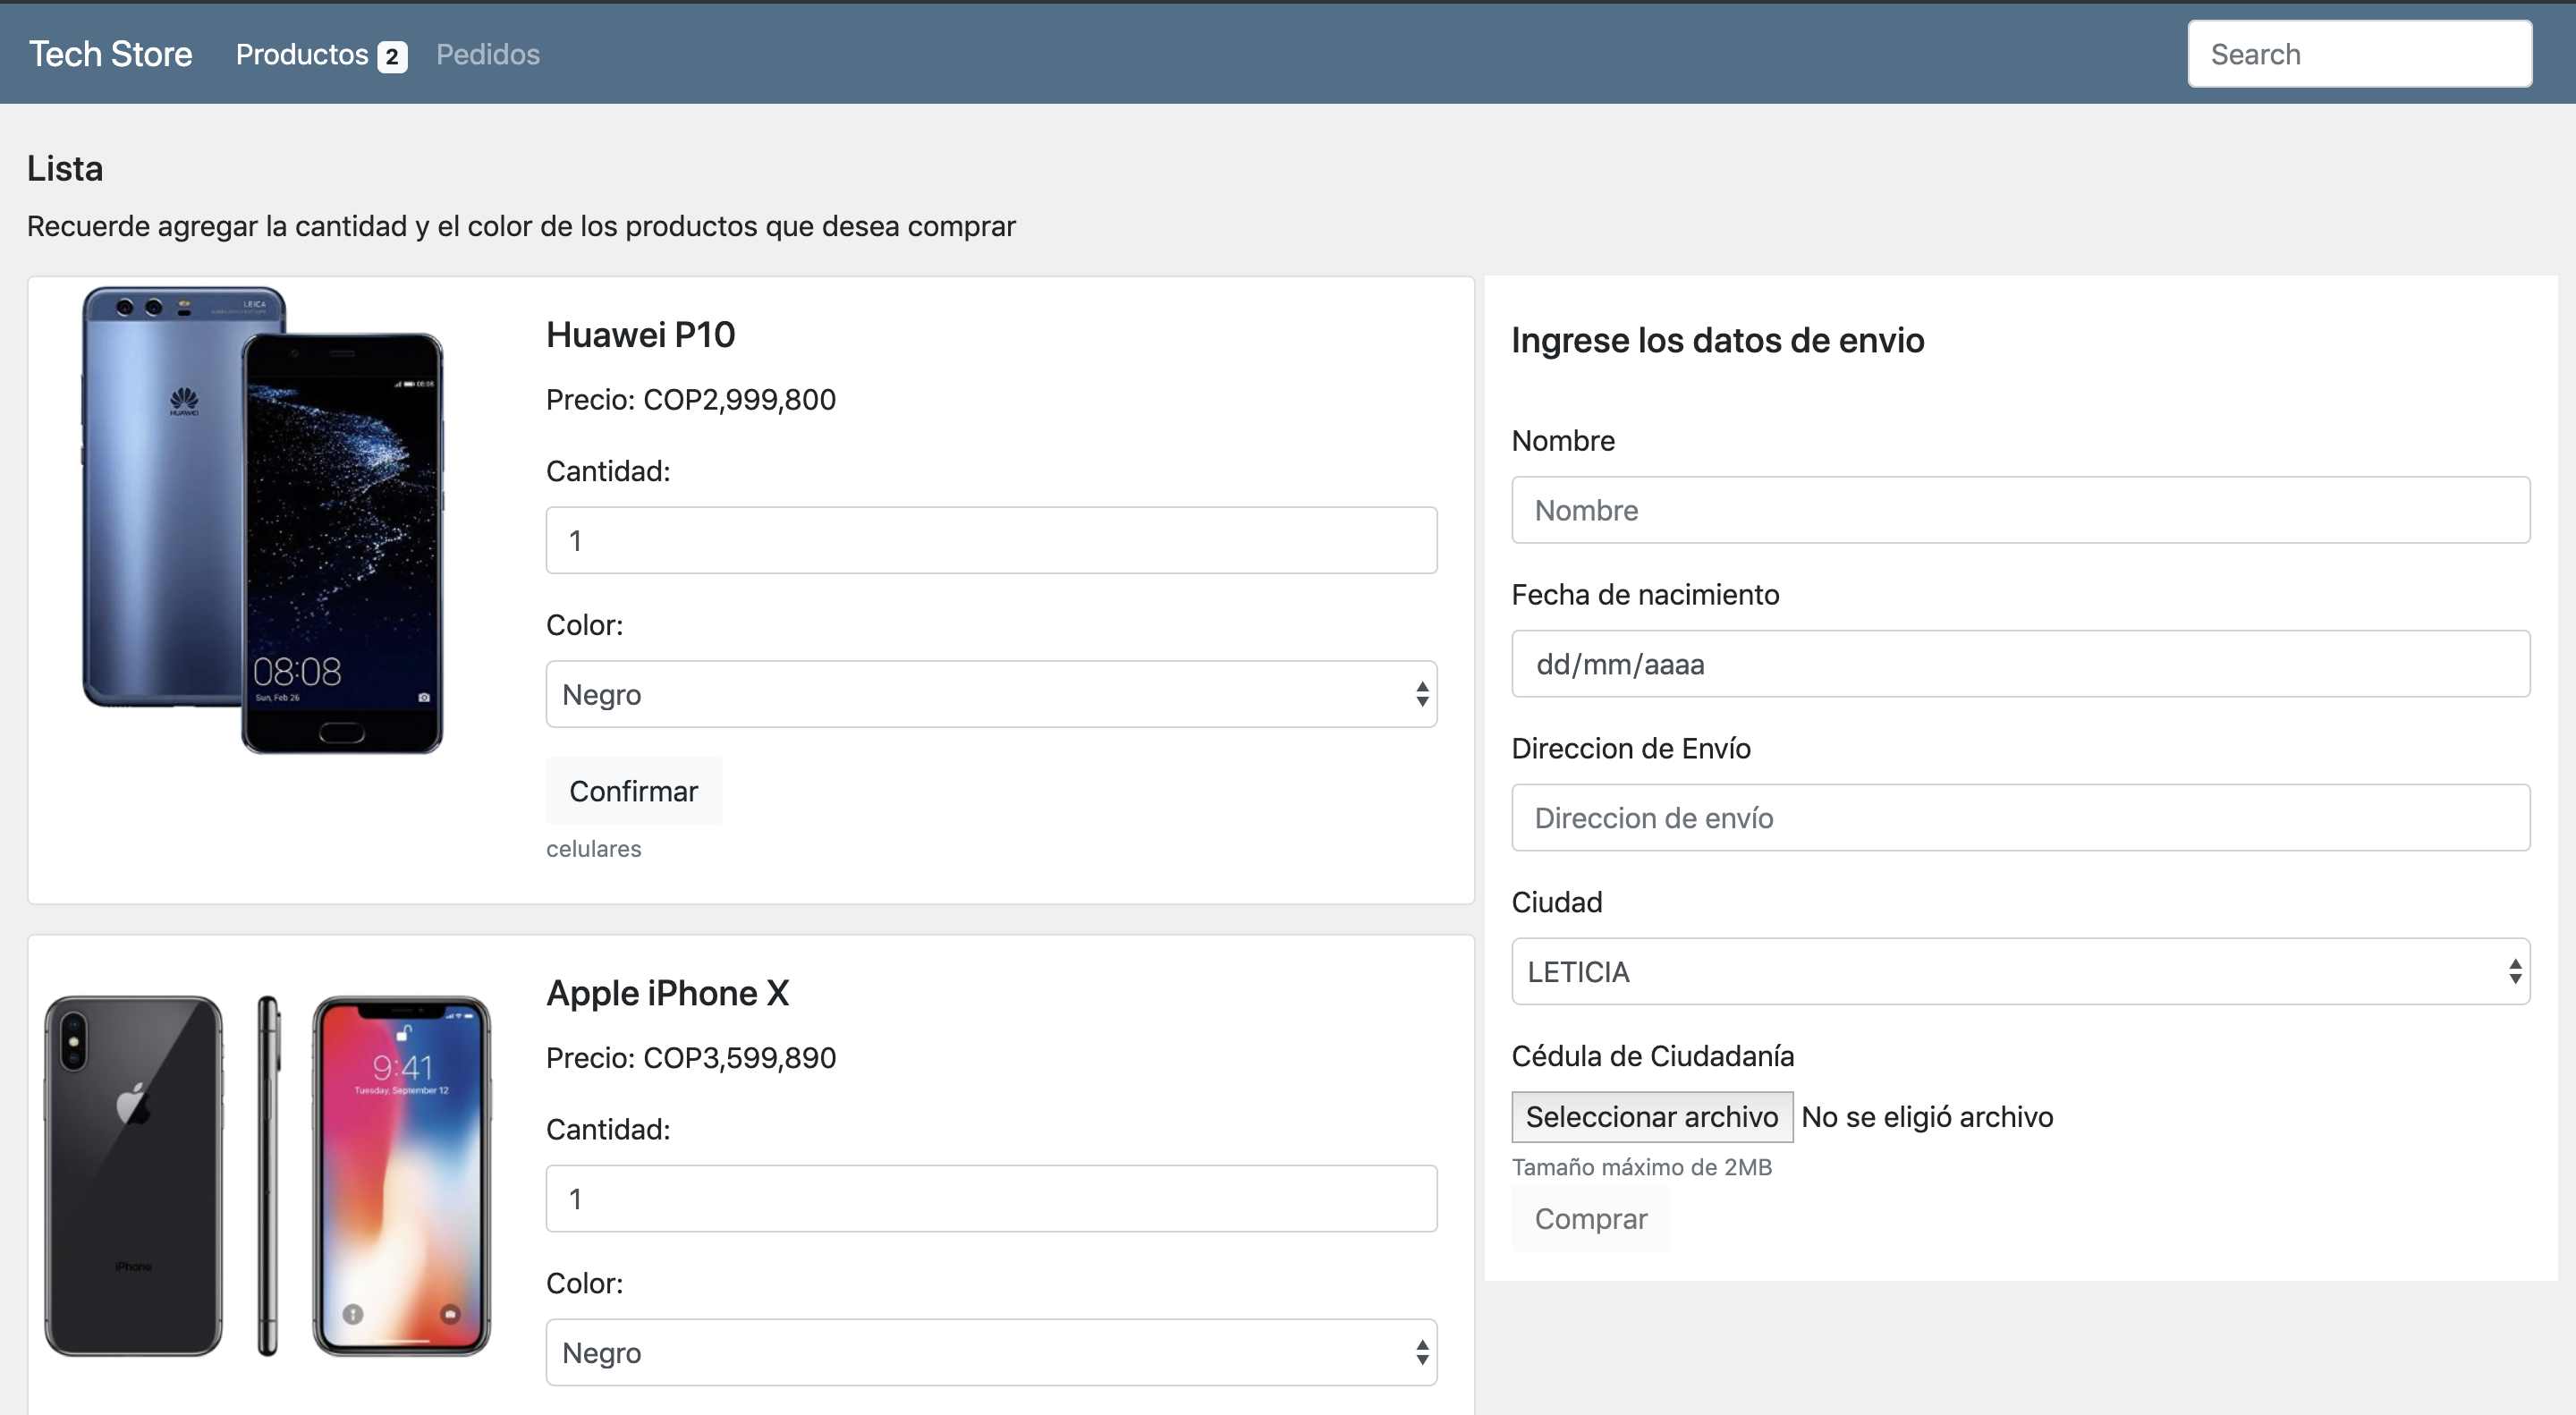 Tech Store Productos 2 Pedidos Search
Lista
Recuerde agregar la cantidad y el color de los productos que desea comprar
LEICA
HUAWEI
08:08
08:08
Sun, Feb 26
Huawei P10
Precio: COP2,999,800
Cantidad:
1
Color:
Negro
Confirmar
celulares
iPhone
9:41
Tuesday, September 12
Apple iPhone X
Precio: COP3,599,890
Cantidad:
1
Color:
Negro
Ingrese los datos de envio
Nombre
Nombre
Fecha de nacimiento
dd/mm/aaaa
Direccion de Envío
Direccion de envío
Ciudad
LETICIA
Cédula de Ciudadanía
Seleccionar archivo No se eligió archivo
Tamaño máximo de 2MB
Comprar